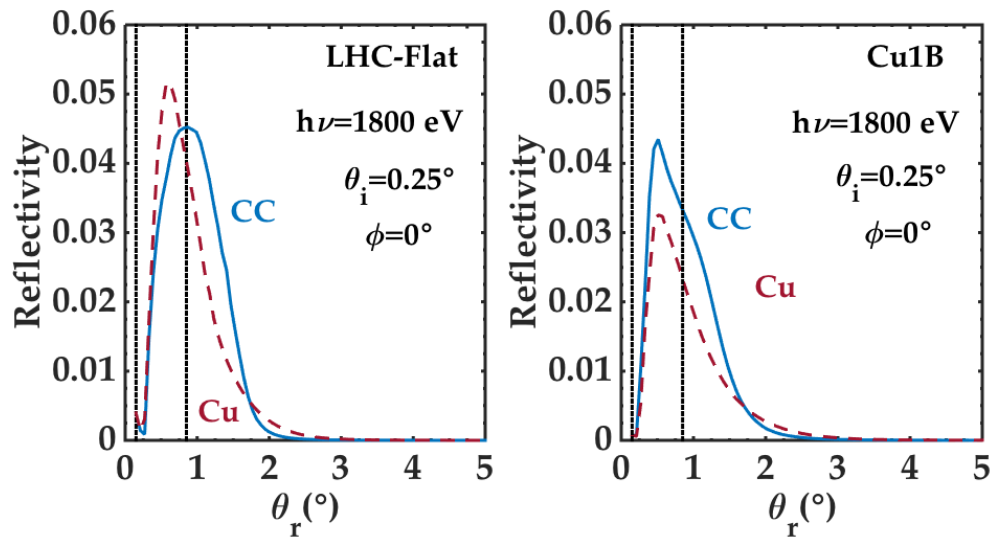 LHC-Flat
hν=1800 eV
θi=0.25°
ϕ=0°
CC
Cu
Reflectivity
0.06
0.05
0.04
0.03
0.02
0.01
0
0 1 2 3 4 5
θr(°)
Cu1B
hν=1800 eV
θi=0.25°
ϕ=0°
CC
Cu
Reflectivity
0.06
0.05
0.04
0.03
0.02
0.01
0
0 1 2 3 4 5
θr(°)